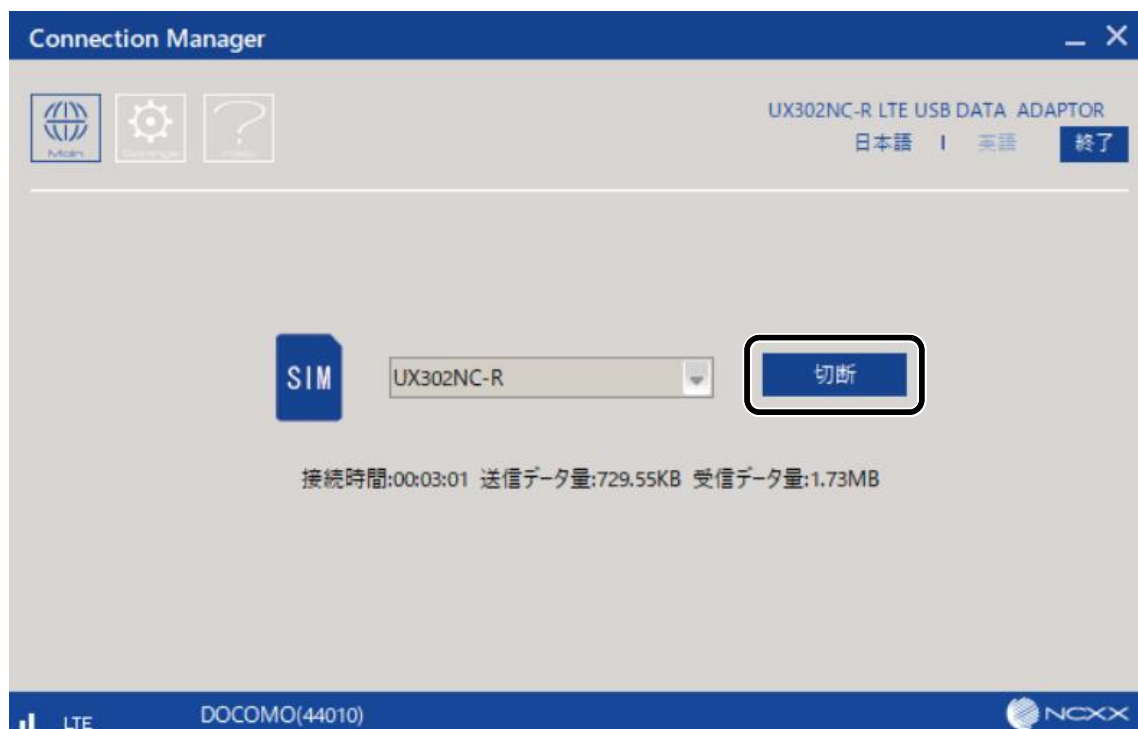 Connection Manager
Main
UX302NC-R LTE USB DATA ADAPTOR
日本語 | 英語 終了
SIM UX302NC-R 切断
接続時間:00:03:01 送信データ量:729.55KB 受信データ量:1.73MB
LTE DOCOMO(44010) NCXX